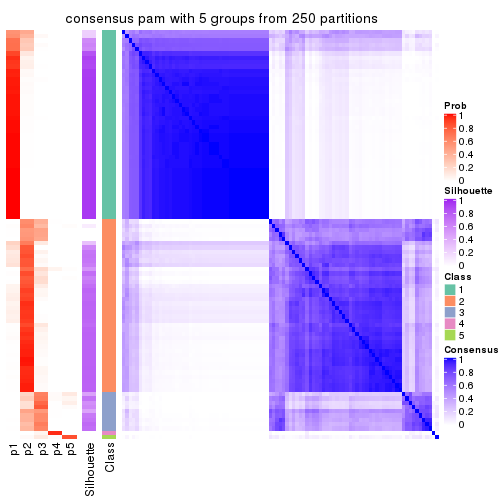 consensus pam with 5 groups from 250 partitions
Prob
1
0.8
0.6
0.4
0.2
0
Silhouette
1
0.8
0.6
0.4
0.2
0
Class
1
2
3
4
5
Consensus
1
0.8
0.6
0.4
0.2
0
p1
p2
p3
p4
p5
Silhouette
Class